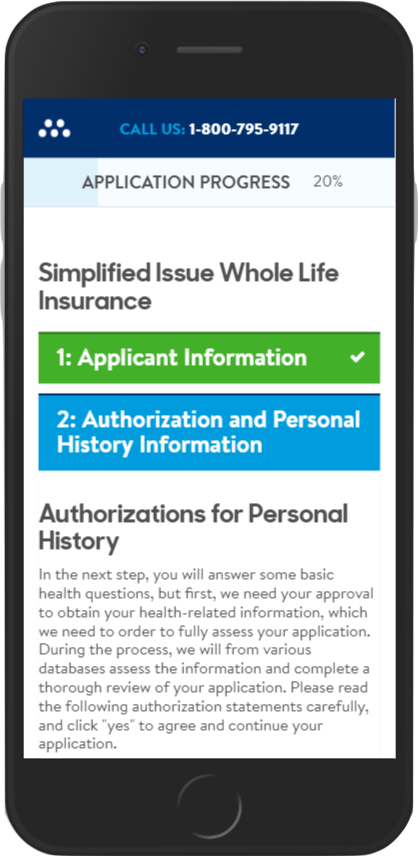 CALL US: 1-800-795-9117
APPLICATION PROGRESS 20%
Simplified Issue Whole Life
Insurance
1: Applicant Information
2: Authorization and Personal
History Information
Authorizations for Personal
History
In the next step, you will answer some basic
health questions, but first, we need your approval
to obtain your health-related information, which
we need to order to fully assess your application.
During the process, we will from various
databases assess the information and complete a
thorough review of your application. Please read
the following authorization statements carefully,
and click "yes" to agree and continue your
application.